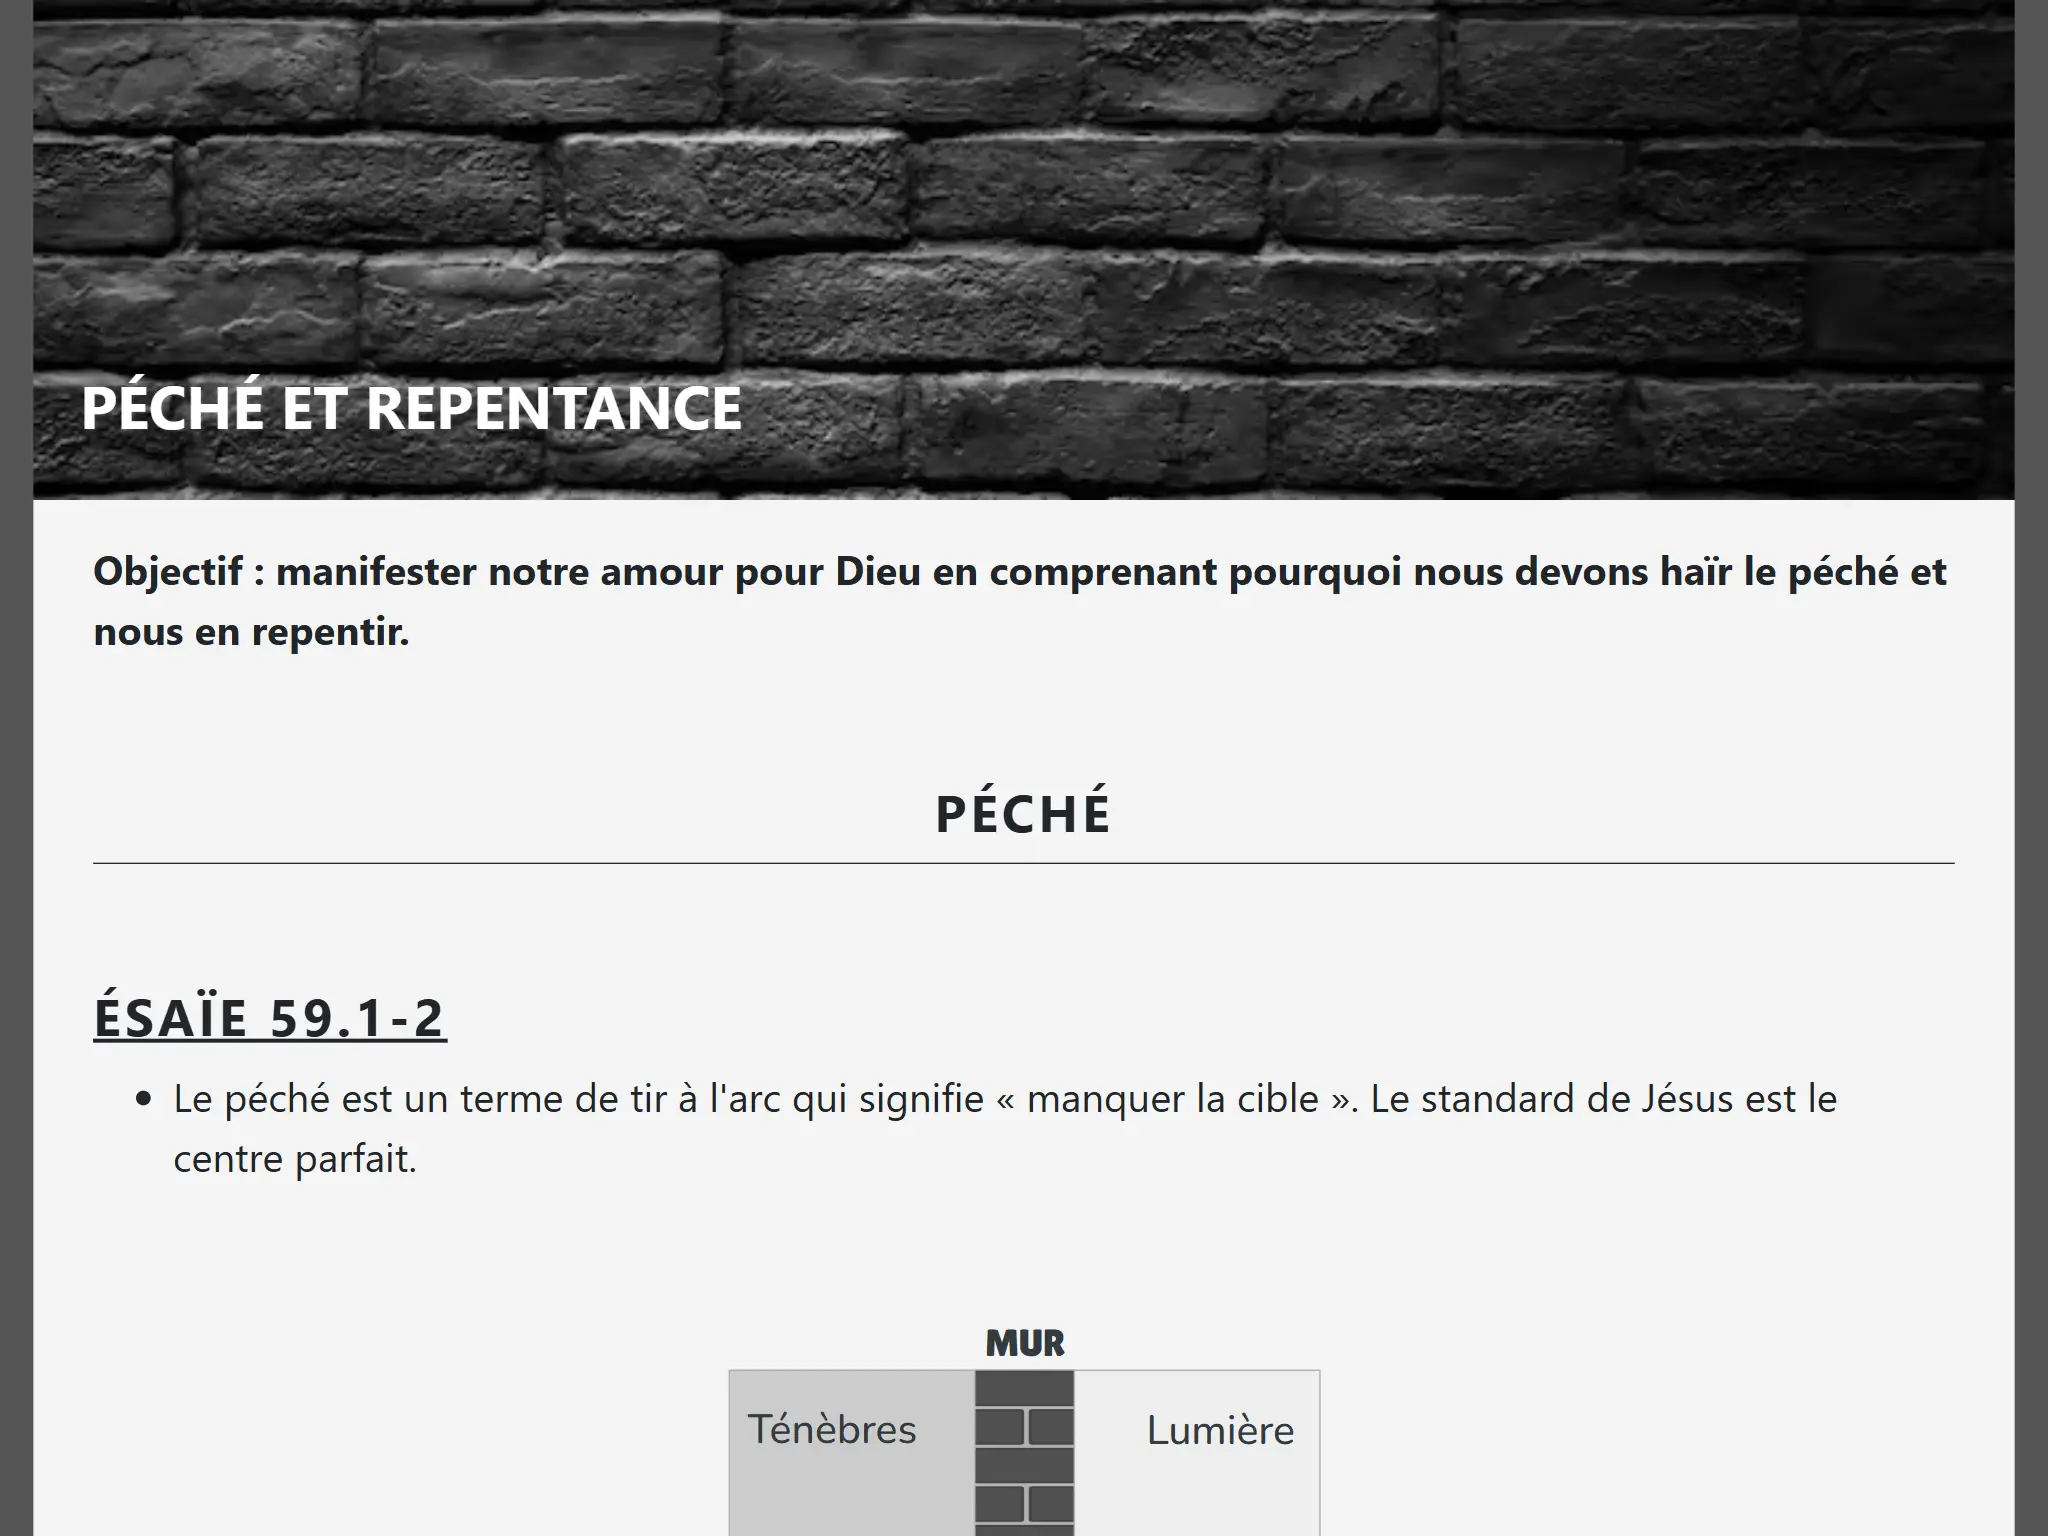 PÉCHÉ ET REPENTANCE
Objectif : manifester notre amour pour Dieu en comprenant pourquoi nous devons haïr le péché et
nous en repentir.
PÉCHÉ
ÉSAÏE 59.1-2
• Le péché est un terme de tir à l'arc qui signifie « manquer la cible ». Le standard de Jésus est le
centre parfait.
MUR
Ténèbres
Lumière